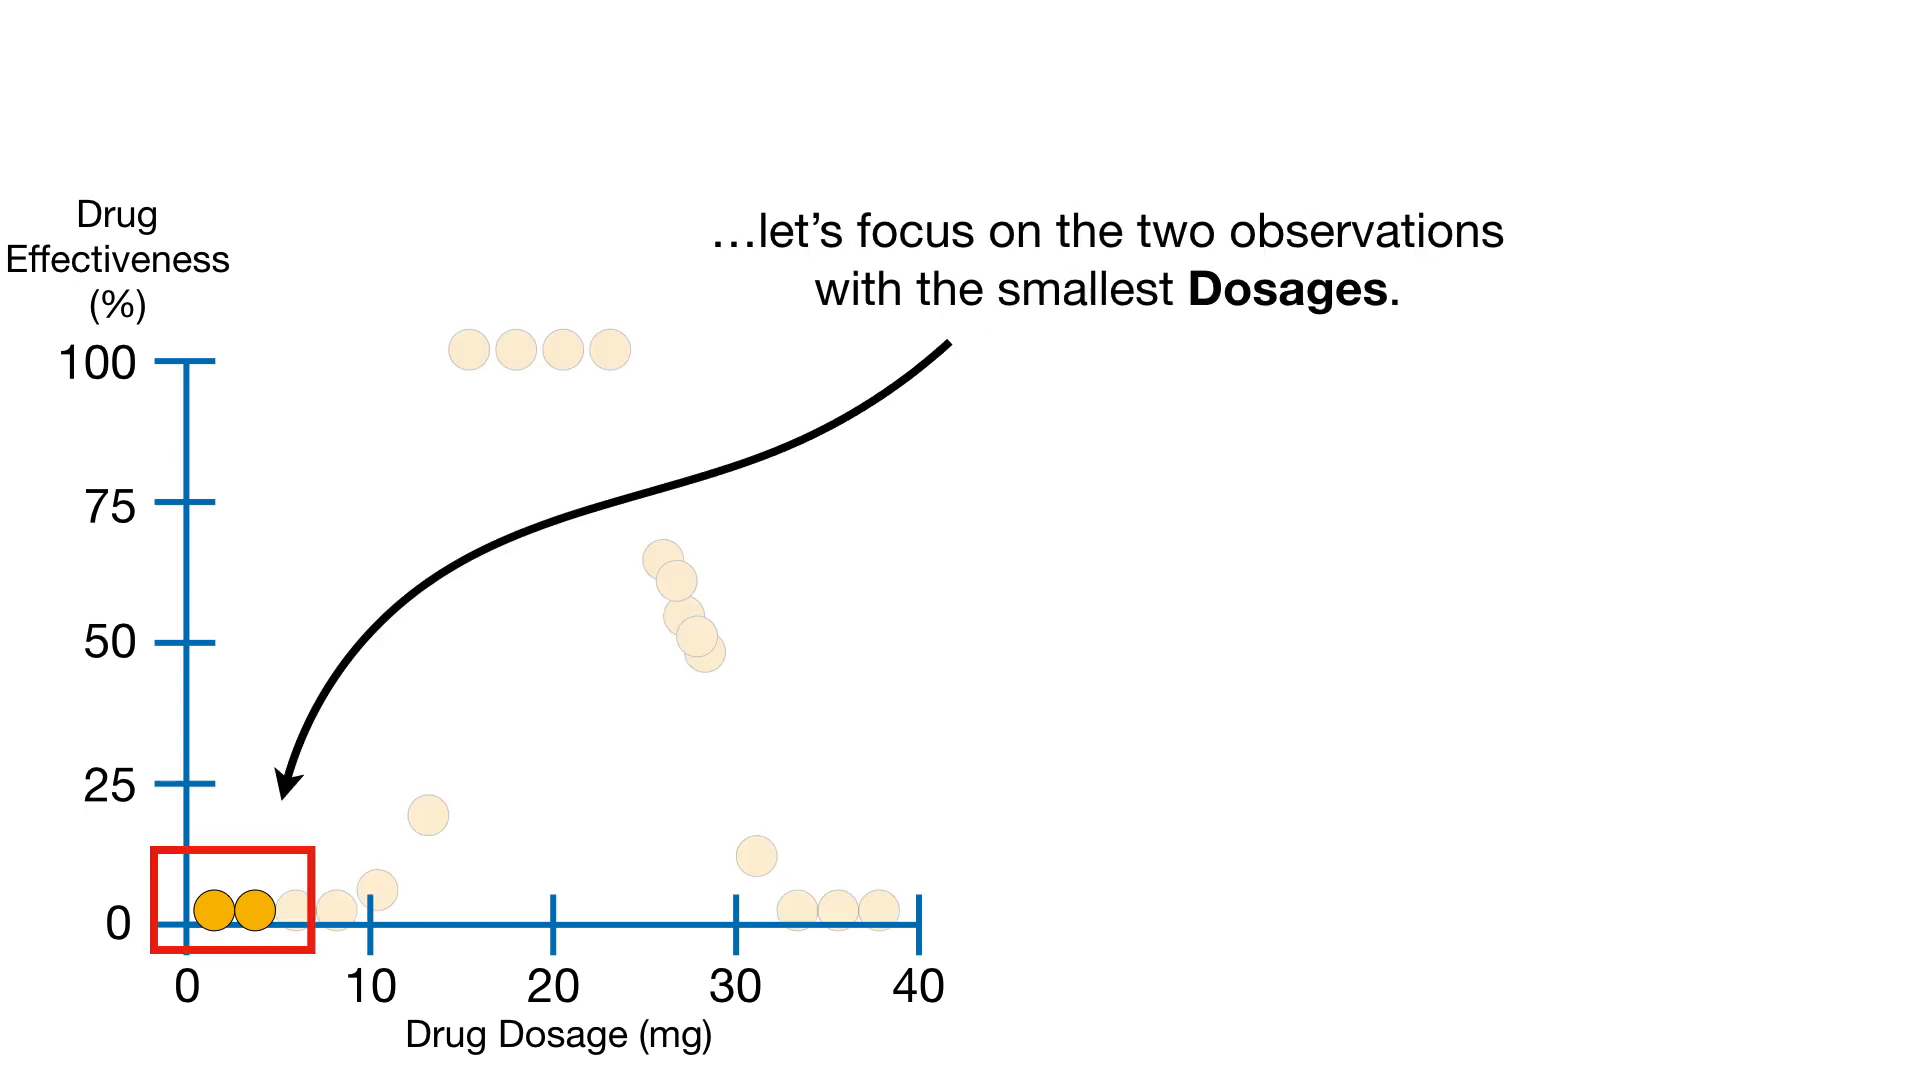 Drug
Effectiveness
(%)
…let’s focus on the two observations
with the smallest Dosages.
100
75
50
25
0
0 10 20 30 40
Drug Dosage (mg)